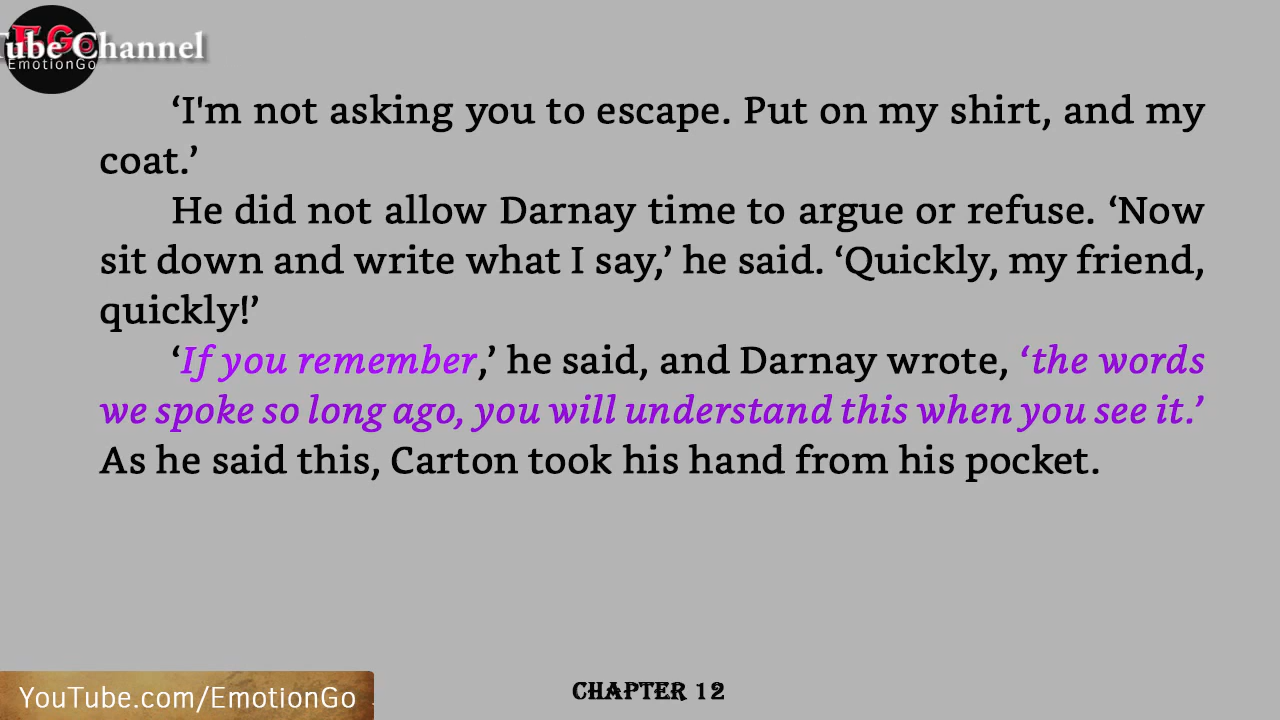 Tube Channel
EGo
EmotionGo
‘I'm not asking you to escape. Put on my shirt, and my
coat.’
He did not allow Darnay time to argue or refuse. ‘Now
sit down and write what I say,’ he said. ‘Quickly, my friend,
quickly!’
‘If you remember,’ he said, and Darnay wrote, ‘the words
we spoke so long ago, you will understand this when you see it.’
As he said this, Carton took his hand from his pocket.
YouTube.com/EmotionGo
CHAPTER 12